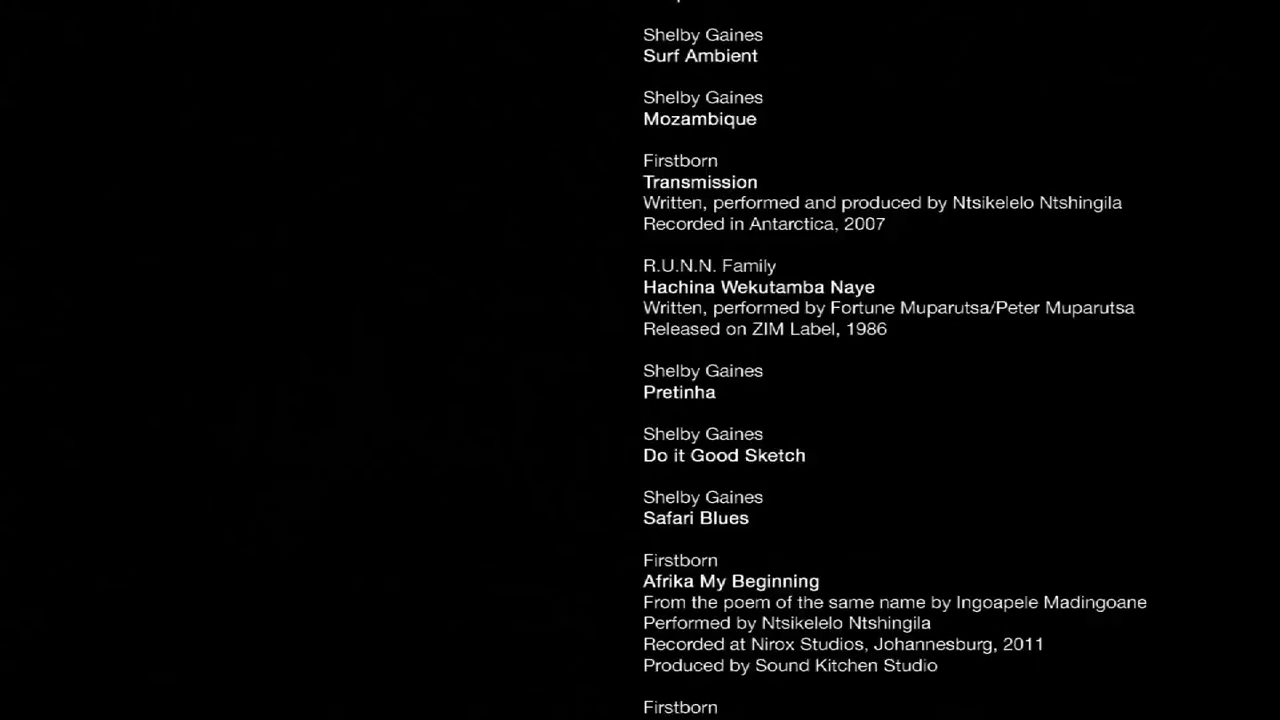 Shelby Gaines
Surf Ambient
Shelby Gaines
Mozambique
Firstborn
Transmission
Written, performed and produced by Ntsikelelo Ntshingila
Recorded in Antarctica, 2007
R.U.N.N. Family
Hachina Wekutamba Naye
Written, performed by Fortune Muparutsa/Peter Muparutsa
Released on ZIM Label, 1986
Shelby Gaines
Pretinha
Shelby Gaines
Do it Good Sketch
Shelby Gaines
Safari Blues
Firstborn
Afrika My Beginning
From the poem of the same name by Ingoapele Madingoane
Performed by Ntsikelelo Ntshingila
Recorded at Nirox Studios, Johannesburg, 2011
Produced by Sound Kitchen Studio
Firstborn